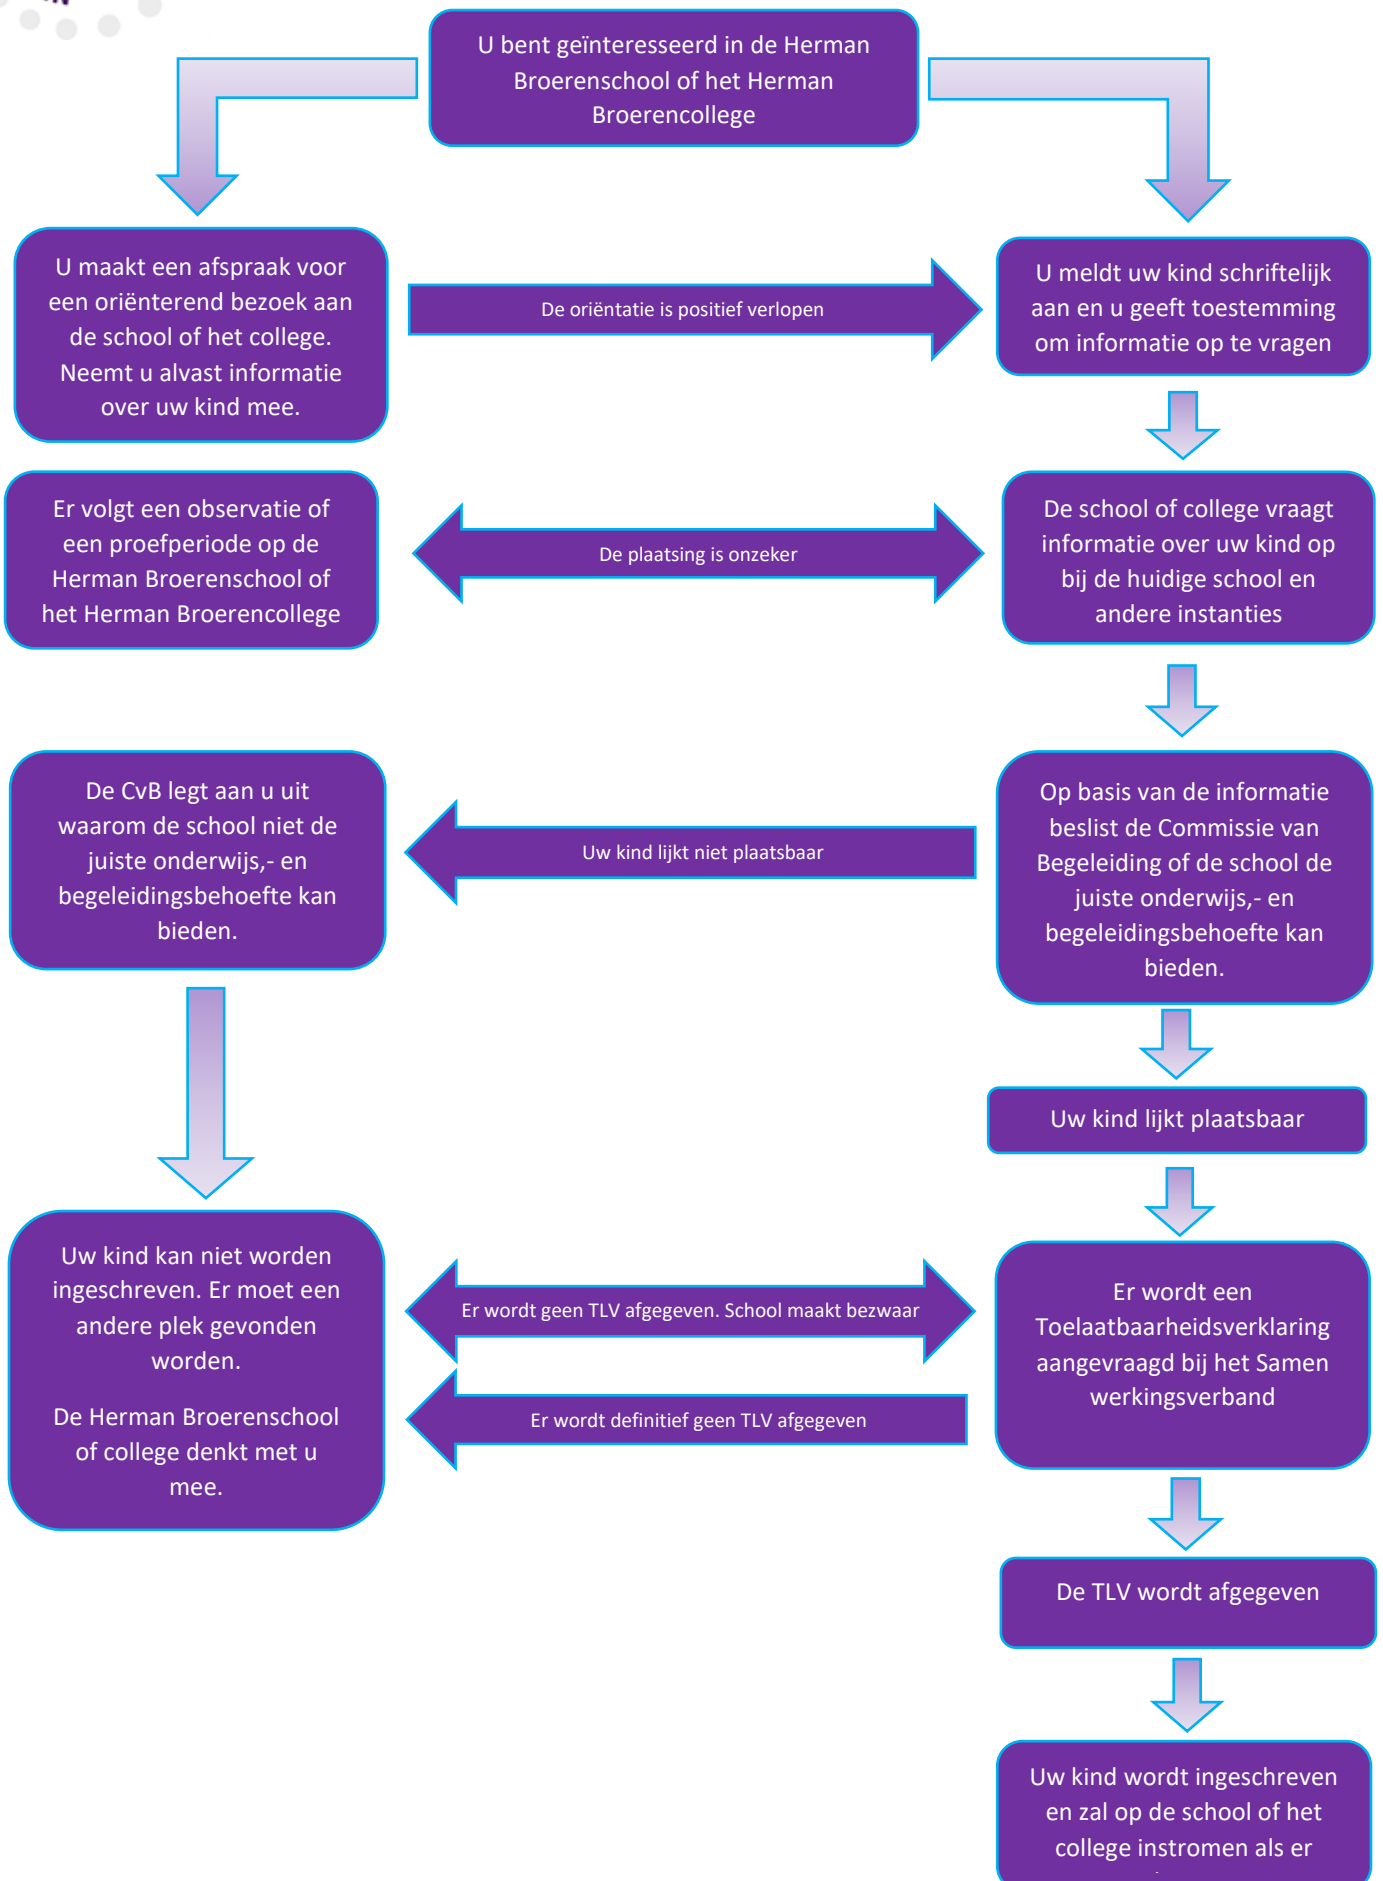 U bent geïnteresseerd in de Herman
Broerenschool of het Herman
Broerencollege
U maakt een afspraak voor
een oriënterend bezoek aan
de school of het college.
Neemt u alvast informatie
over uw kind mee.
De oriëntatie is positief verlopen
U meldt uw kind schriftelijk
aan en u geeft toestemming
om informatie op te vragen
Er volgt een observatie of
een proefperiode op de
Herman Broerenschool of
het Herman Broerencollege
De plaatsing is onzeker
De school of college vraagt
informatie over uw kind op
bij de huidige school en
andere instanties
De CvB legt aan u uit
waarom de school niet de
juiste onderwijs,- en
begeleidingsbehoefte kan
bieden.
Uw kind lijkt niet plaatsbaar
Op basis van de informatie
beslist de Commissie van
Begeleiding of de school de
juiste onderwijs,- en
begeleidingsbehoefte kan
bieden.
Uw kind lijkt plaatsbaar
Uw kind kan niet worden
ingeschreven. Er moet een
andere plek gevonden
worden.
De Herman Broerenschool
of college denkt met u
mee.
Er wordt geen TLV afgegeven. School maakt bezwaar
Er wordt definitief geen TLV afgegeven
Er wordt een
Toelaatbaarheidsverklaring
aangevraagd bij het Samen
werkingsverband
De TLV wordt afgegeven
Uw kind wordt ingeschreven
en zal op de school of het
college instromen als er